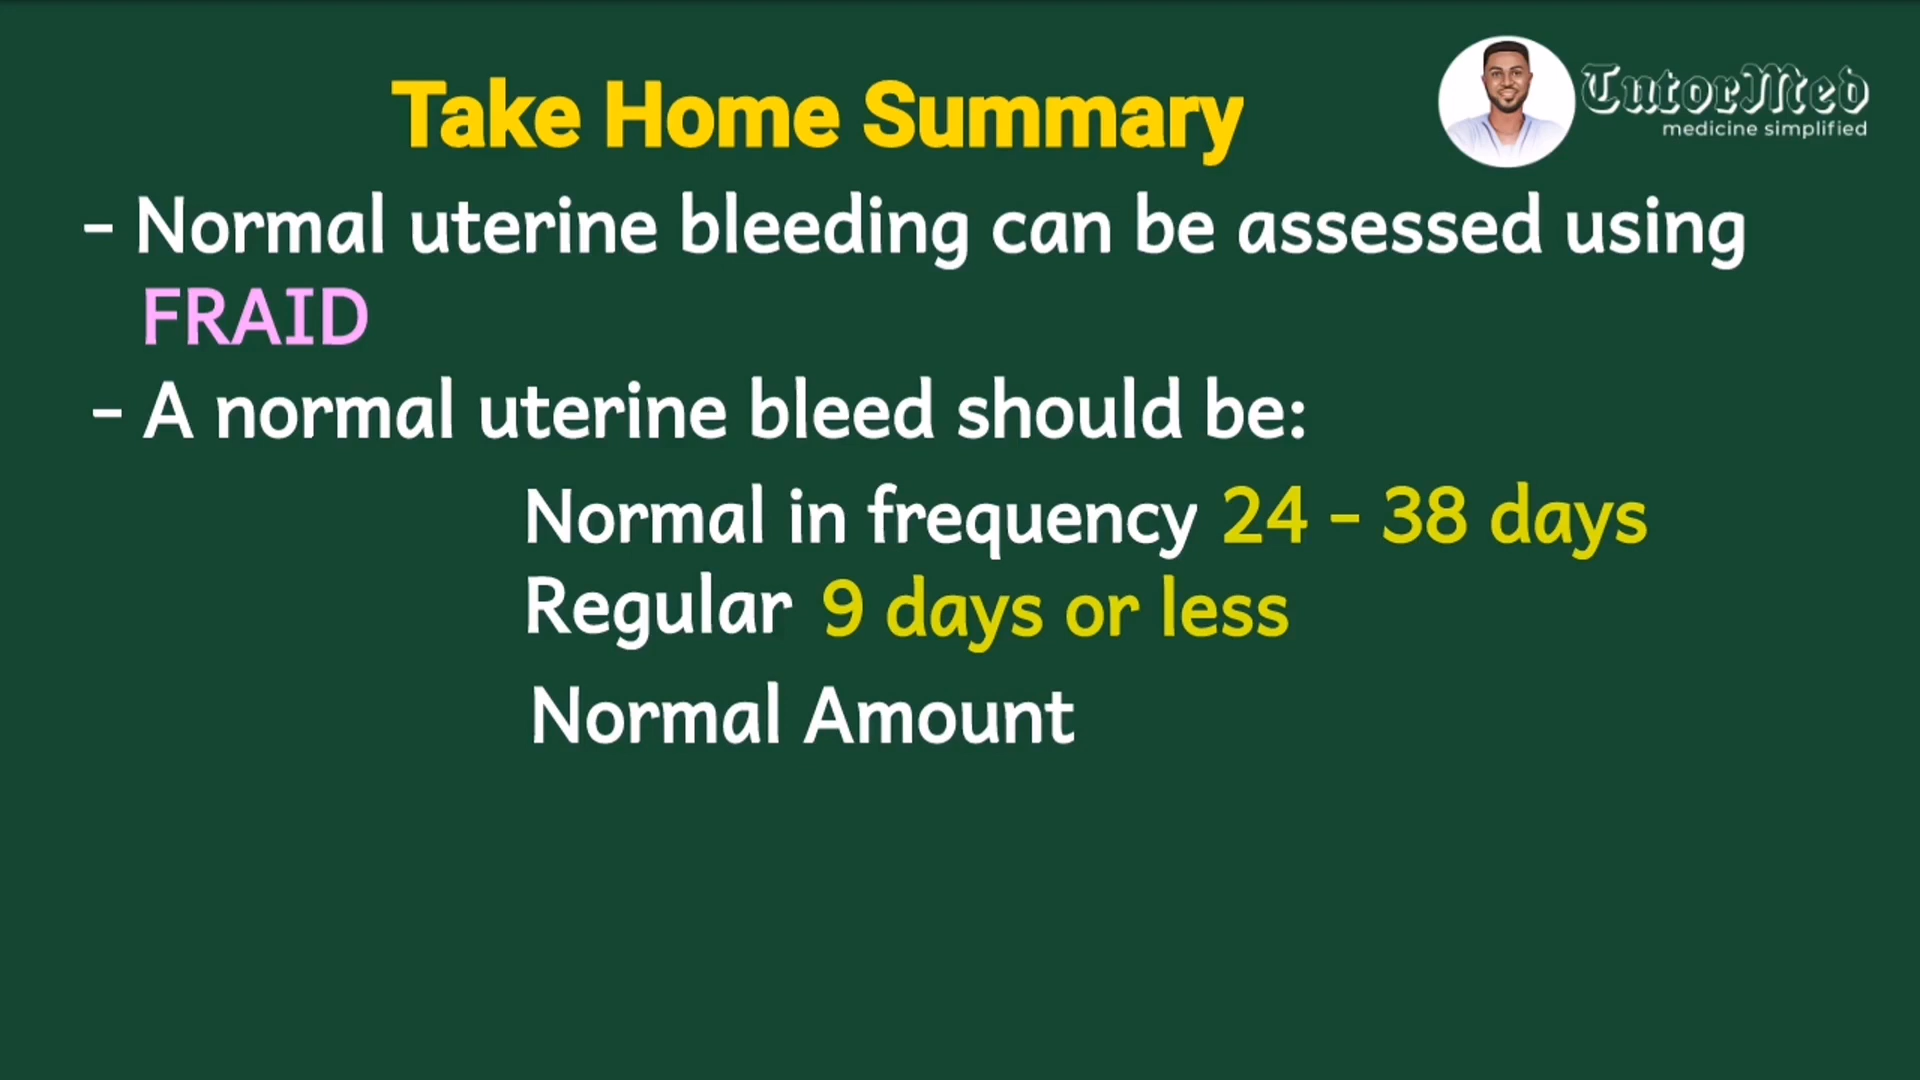 Take Home Summary
TutorMed
medicine simplified
- Normal uterine bleeding can be assessed using
FRAID
- A normal uterine bleed should be:
Normal in frequency 24 - 38 days
Regular 9 days or less
Normal Amount